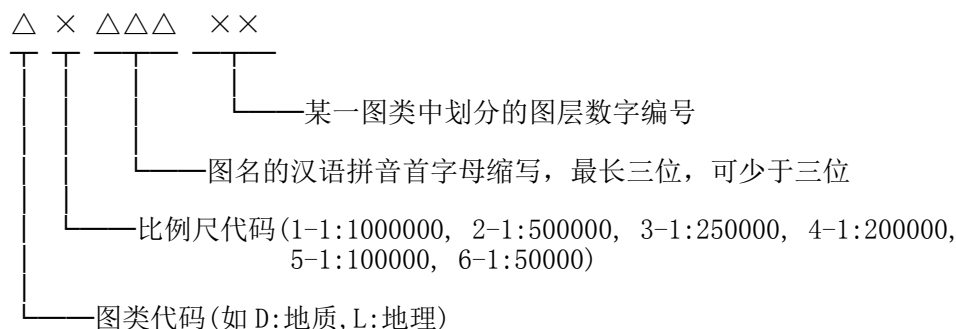 △ × △△△ ××
某一图类中划分的图层数字编号
图名的汉语拼音首字母缩写，最长三位，可少于三位
比例尺代码(1-1:1000000, 2-1:500000, 3-1:250000, 4-1:200000,
5-1:100000, 6-1:50000)
图类代码(如 D:地质,L:地理)